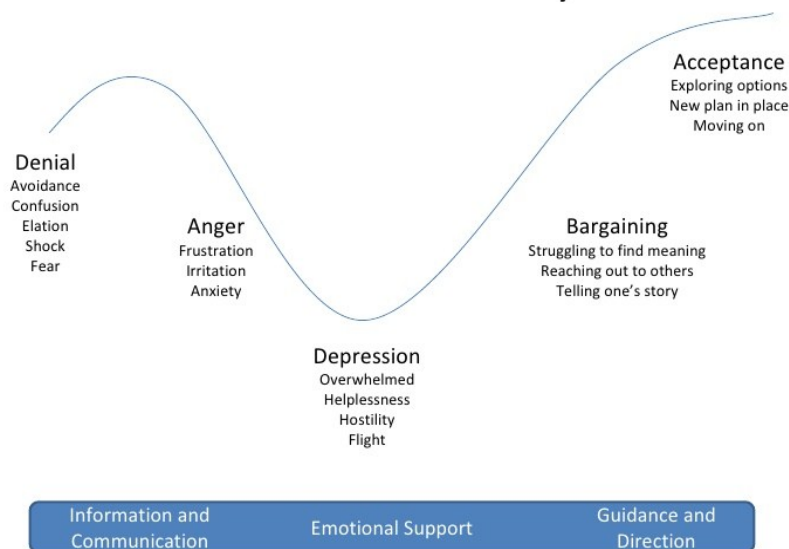 Denial
Avoidance
Confusion
Elation
Shock
Fear
Anger
Frustration
Irritation
Anxiety
Depression
Overwhelmed
Helplessness
Hostility
Flight
Bargaining
Struggling to find meaning
Reaching out to others
Telling one's story
Acceptance
Exploring options
New plan in place
Moving on
Information and
Communication
Emotional Support
Guidance and
Direction